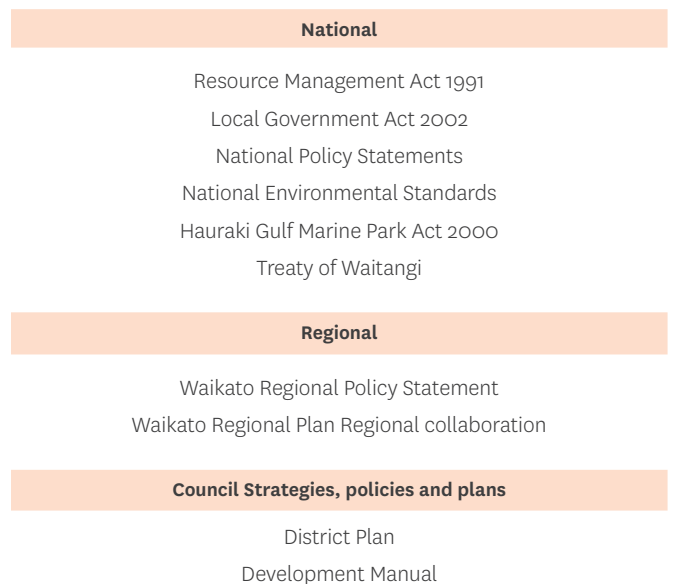 National
Resource Management Act 1991
Local Government Act 2002
National Policy Statements
National Environmental Standards
Hauraki Gulf Marine Park Act 2000
Treaty of Waitangi
Regional
Waikato Regional Policy Statement
Waikato Regional Plan Regional collaboration
Council Strategies, policies and plans
District Plan
Development Manual